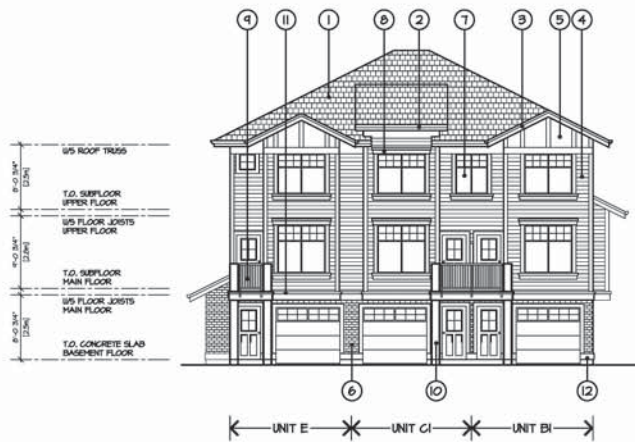 9 11 1 8 2 7 3 5 4
U/S ROOF TRUSS
8'-0 3/4"
[2.5m]
T.O. SUBFLOOR
UPPER FLOOR
U/S FLOOR JOISTS
UPPER FLOOR
9'-0 3/4"
[2.8m]
T.O. SUBFLOOR
MAIN FLOOR
U/S FLOOR JOISTS
MAIN FLOOR
8'-0 3/4"
[2.5m]
T.O. CONCRETE SLAB
BASEMENT FLOOR
6 10 12
UNIT E UNIT C1 UNIT B1